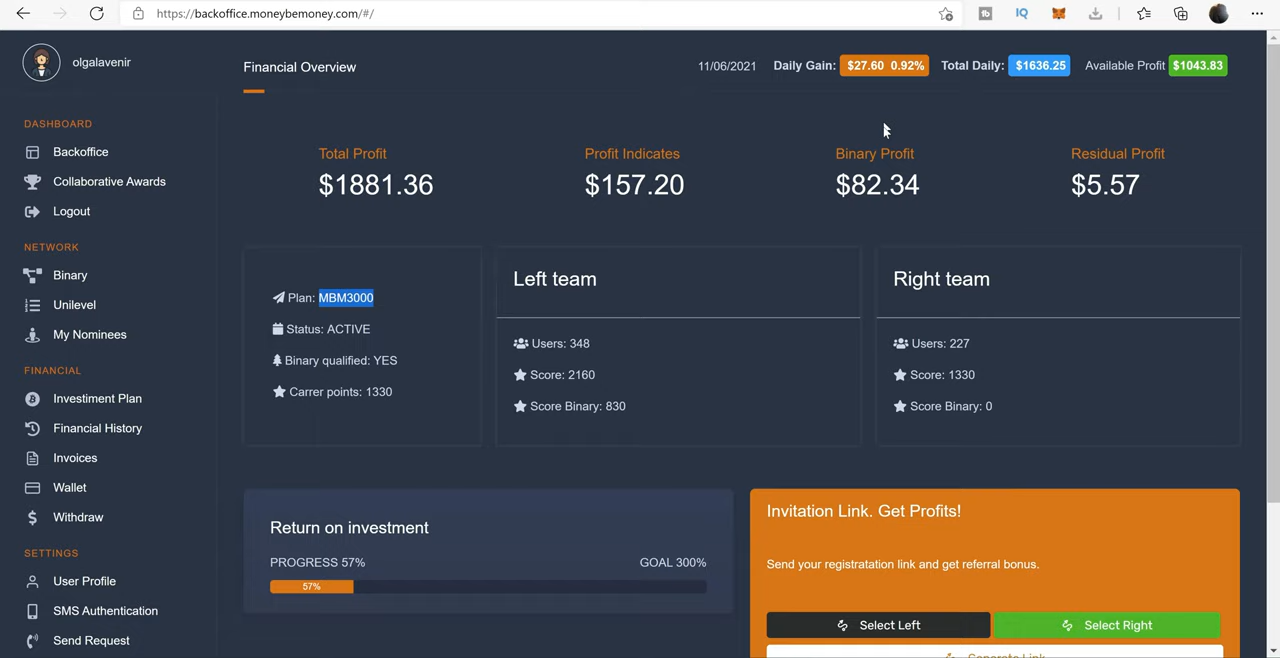 https://backoffice.moneybemoney.com/#/
IQ
olgalavenir
Financial Overview
11/06/2021 Daily Gain: $27.60 0.92% Total Daily: $1636.25 Available Profit $1043.83
DASHBOARD
Backoffice
Collaborative Awards
Logout
NETWORK
Binary
Unilevel
My Nominees
FINANCIAL
Investiment Plan
Financial History
Invoices
Wallet
Withdraw
SETTINGS
User Profile
SMS Authentication
Send Request
Total Profit
$1881.36
Profit Indicates
$157.20
Binary Profit
$82.34
Residual Profit
$5.57
Plan: MBM3000
Status: ACTIVE
Binary qualified: YES
Carrer points: 1330
Left team
Users: 348
Score: 2160
Score Binary: 830
Right team
Users: 227
Score: 1330
Score Binary: 0
Return on investment
PROGRESS 57% GOAL 300%
57%
Invitation Link. Get Profits!
Send your registratation link and get referral bonus.
Select Left
Select Right
Generate Link